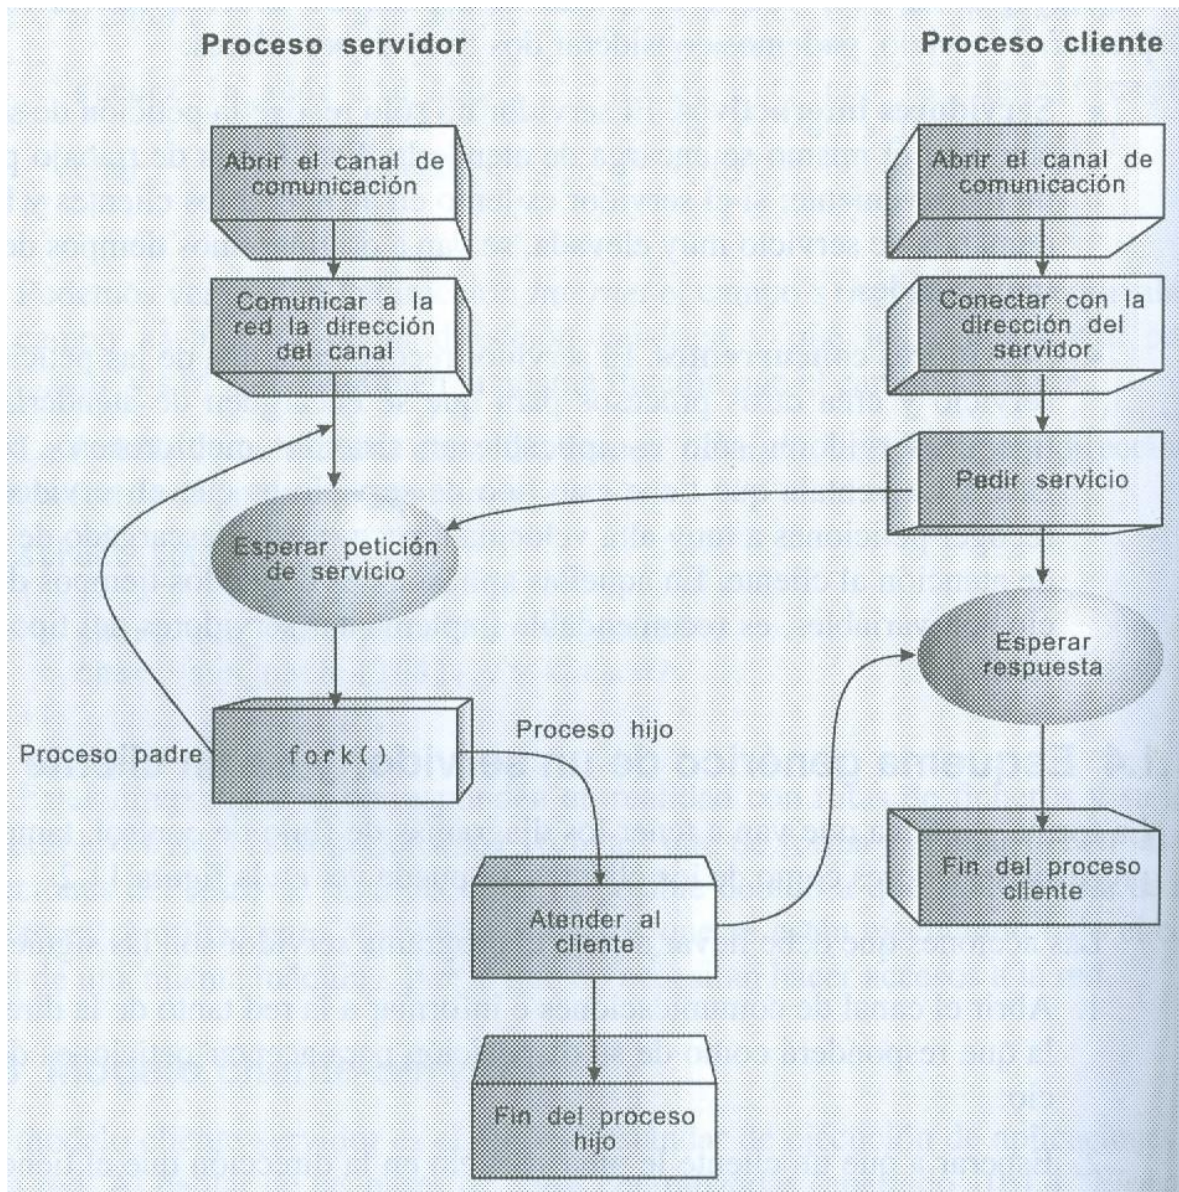 Proceso servidor
Proceso cliente
Abrir el canal de
comunicación
Abrir el canal de
comunicación
Comunicar a la
red la dirección
del canal
Conectar con la
dirección del
servidor
Pedir servicio
Esperar petición
de servicio
Esperar
respuesta
Proceso padre
fork()
Proceso hijo
Atender al
cliente
Fin del proceso
cliente
Fin del proceso
hijo